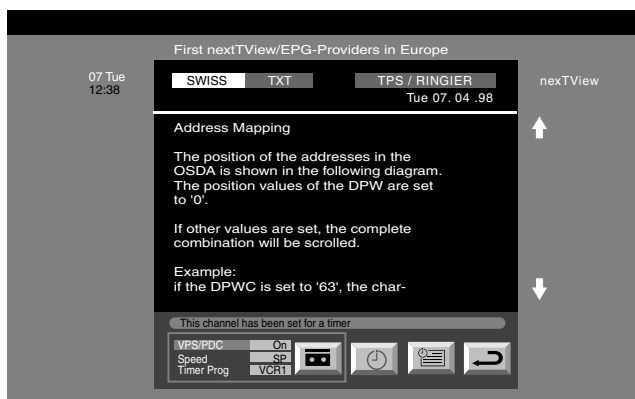 First nextTView/EPG-Providers in Europe
07 Tue
12:38
SWISS TXT TPS / RINGIER
Tue 07. 04 .98
nexTView
Address Mapping
The position of the addresses in the
OSDA is shown in the following diagram.
The position values of the DPW are set
to '0'.
If other values are set, the complete
combination will be scrolled.
Example:
if the DPWC is set to '63', the char-
This channel has been set for a timer
VPS/PDC On
Speed SP
Timer Prog VCR1